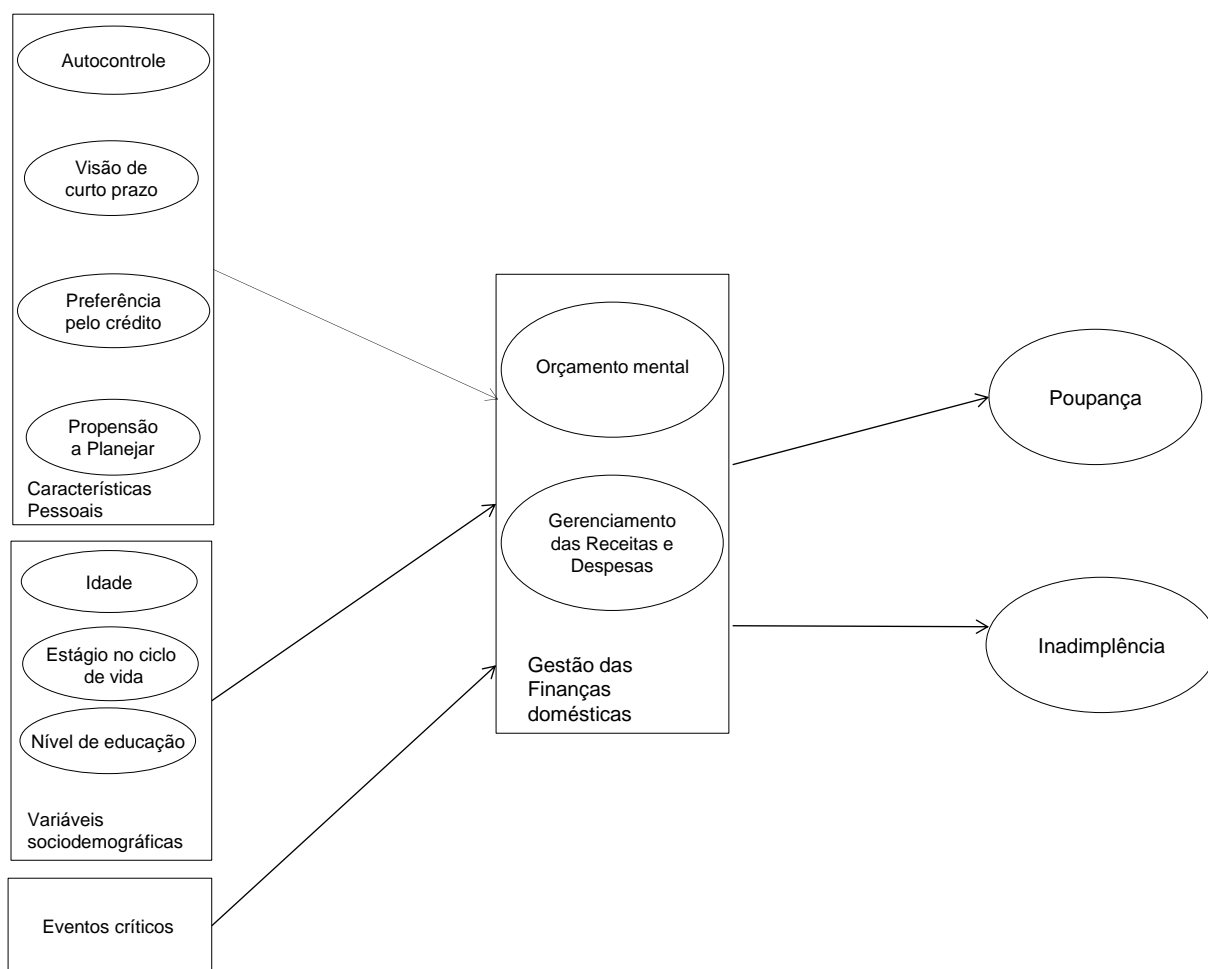 Autocontrole
Visão de
curto prazo
Preferência
pelo crédito
Propensão
a Planejar
Característicás
Pessoais
Idade
Estágio no ciclo
de vida
Nível de educação
Variáveis
sociodemográficas
Eventos críticos
Orçamento mental
Gerenciamento
das Receitas e
Despesas
Gestão das
Finanças
domésticas
Poupança
Inadimplência